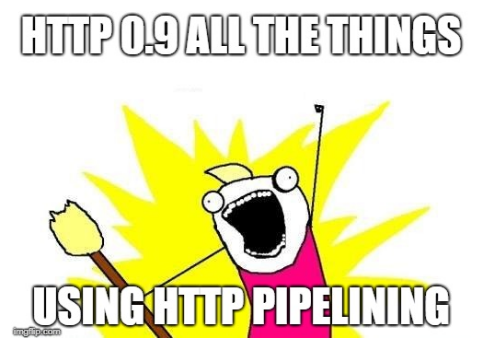 HTTP 0.9 ALL THE THINGS
USING HTTP PIPELINING
imgflip.com